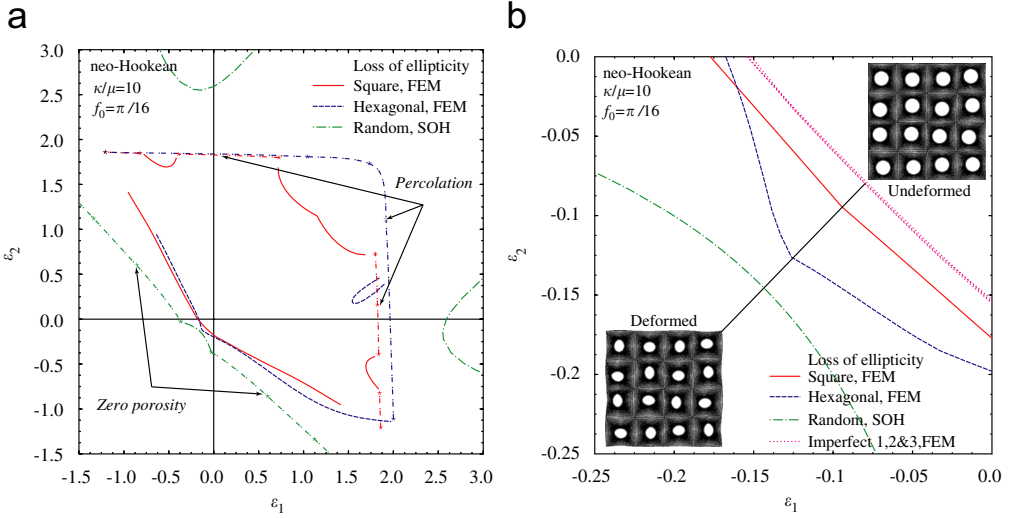 a
neo-Hookean
κ/μ=10
f₀=π/16
Loss of ellipticity
Square, FEM
Hexagonal, FEM
Random, SOH
Percolation
Zero porosity
3.0
2.5
2.0
1.5
1.0
0.5
0.0
-0.5
-1.0
-1.5
ε₂
-1.5 -1.0 -0.5 0.0 0.5 1.0 1.5 2.0 2.5 3.0
ε₁
b
neo-Hookean
κ/μ=10
f₀=π/16
Undeformed
Deformed
Loss of ellipticity
Square, FEM
Hexagonal, FEM
Random, SOH
Imperfect 1,2&3,FEM
0.0
-0.05
-0.1
-0.15
-0.2
-0.25
ε₂
-0.25 -0.2 -0.15 -0.1 -0.05 0.0
ε₁